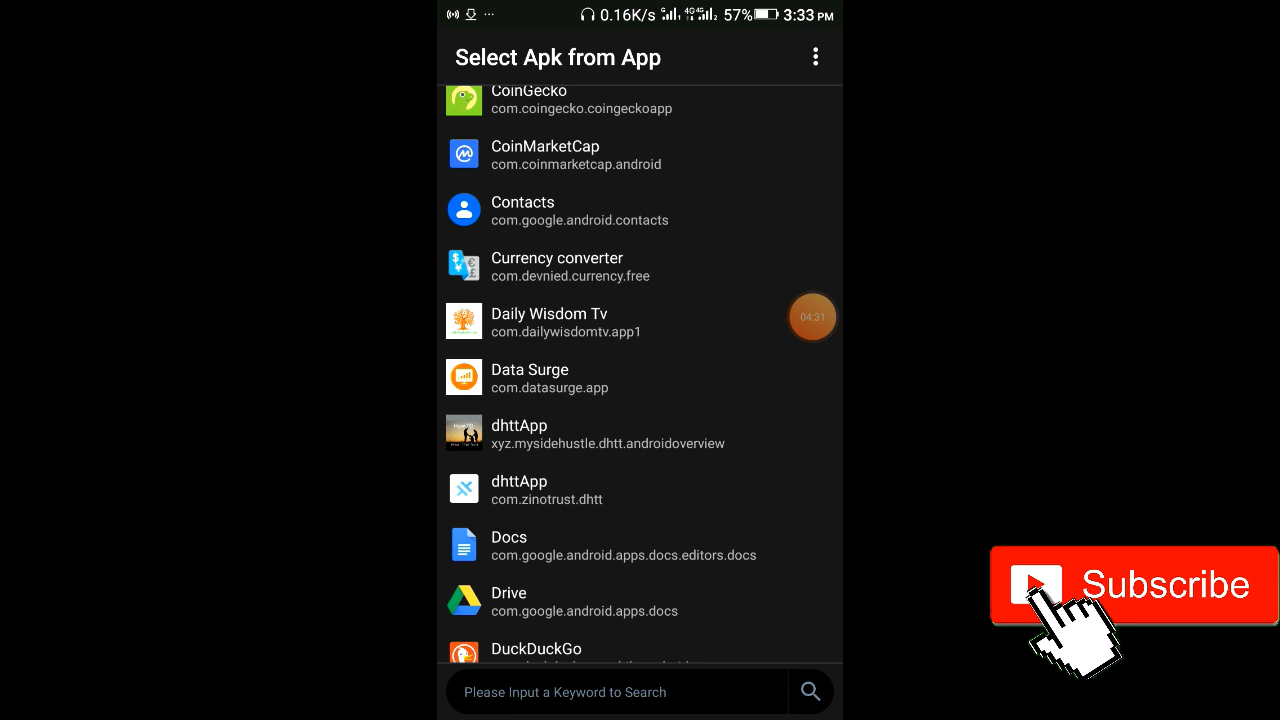 0.16K/s 57% 3:33 PM
Select Apk from App
CoinGecko
com.coingecko.coingeckoapp
CoinMarketCap
com.coinmarketcap.android
Contacts
com.google.android.contacts
Currency converter
com.devnied.currency.free
Daily Wisdom Tv
com.dailywisdomtv.app1
04:31
Data Surge
com.datasurge.app
dhttApp
xyz.mysidehustle.dhtt.androidoverview
dhttApp
com.zinotrust.dhtt
Docs
com.google.android.apps.docs.editors.docs
Drive
com.google.android.apps.docs
DuckDuckGo
Please Input a Keyword to Search
Subscribe